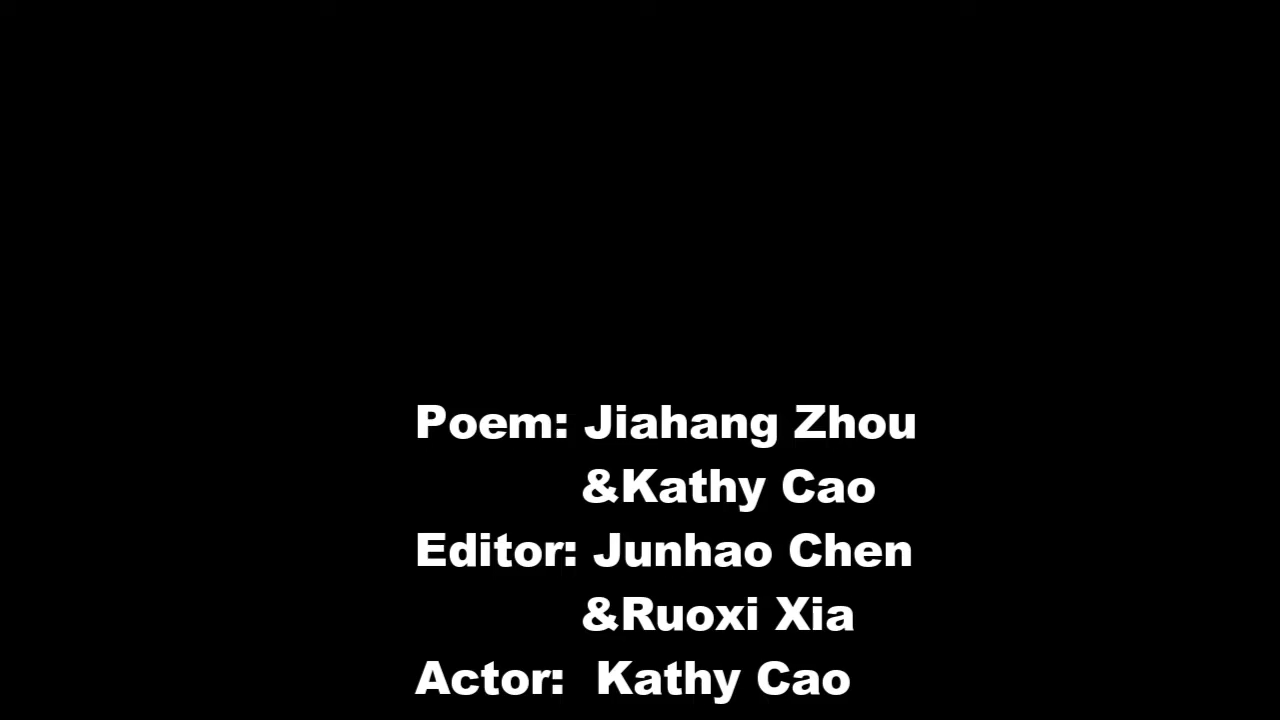 Poem: Jiahang Zhou
&Kathy Cao
Editor: Junhao Chen
&Ruoxi Xia
Actor:  Kathy Cao